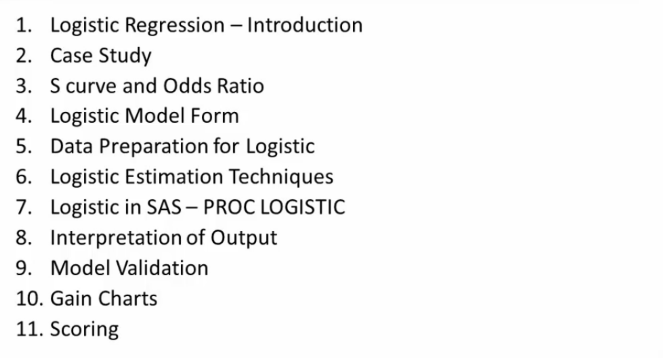 1. Logistic Regression – Introduction
2. Case Study
3. S curve and Odds Ratio
4. Logistic Model Form
5. Data Preparation for Logistic
6. Logistic Estimation Techniques
7. Logistic in SAS – PROC LOGISTIC
8. Interpretation of Output
9. Model Validation
10. Gain Charts
11. Scoring